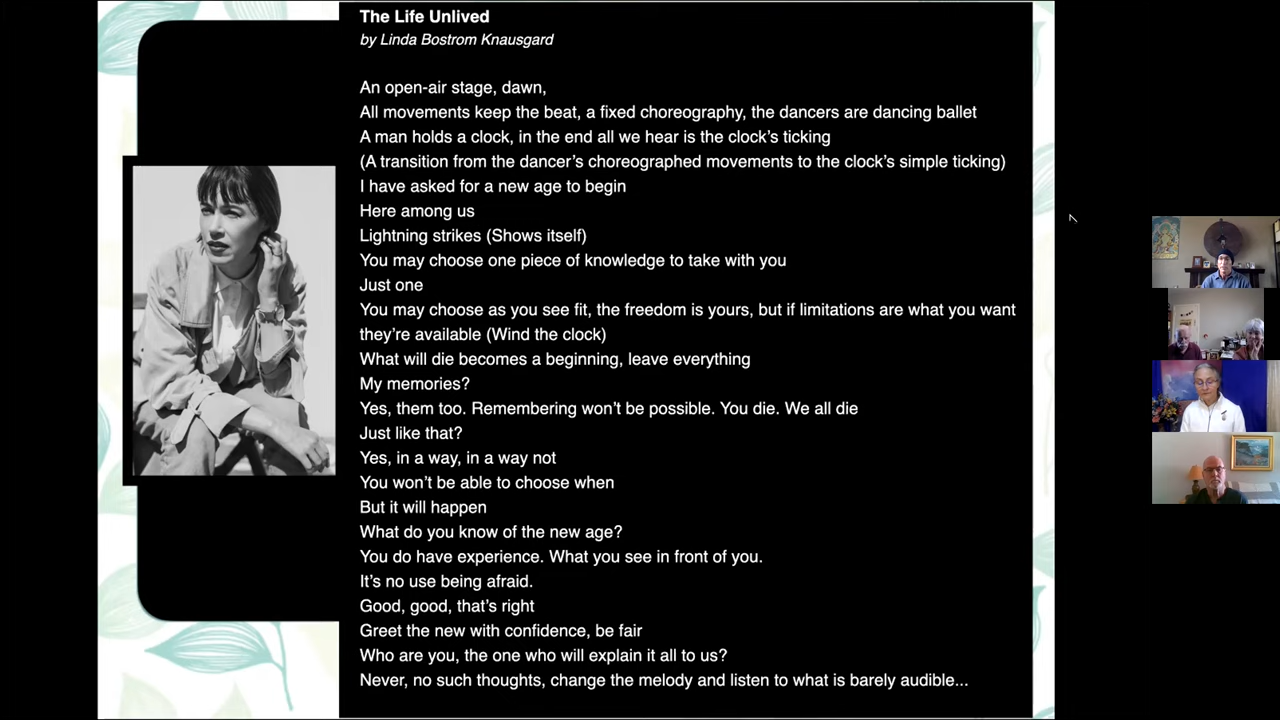 The Life Unlived
by Linda Bostrom Knausgard
An open-air stage, dawn,
All movements keep the beat, a fixed choreography, the dancers are dancing ballet
A man holds a clock, in the end all we hear is the clock’s ticking
(A transition from the dancer’s choreographed movements to the clock’s simple ticking)
I have asked for a new age to begin
Here among us
Lightning strikes (Shows itself)
You may choose one piece of knowledge to take with you
Just one
You may choose as you see fit, the freedom is yours, but if limitations are what you want
they’re available (Wind the clock)
What will die becomes a beginning, leave everything
My memories?
Yes, them too. Remembering won’t be possible. You die. We all die
Just like that?
Yes, in a way, in a way not
You won’t be able to choose when
But it will happen
What do you know of the new age?
You do have experience. What you see in front of you.
It’s no use being afraid.
Good, good, that’s right
Greet the new with confidence, be fair
Who are you, the one who will explain it all to us?
Never, no such thoughts, change the melody and listen to what is barely audible...